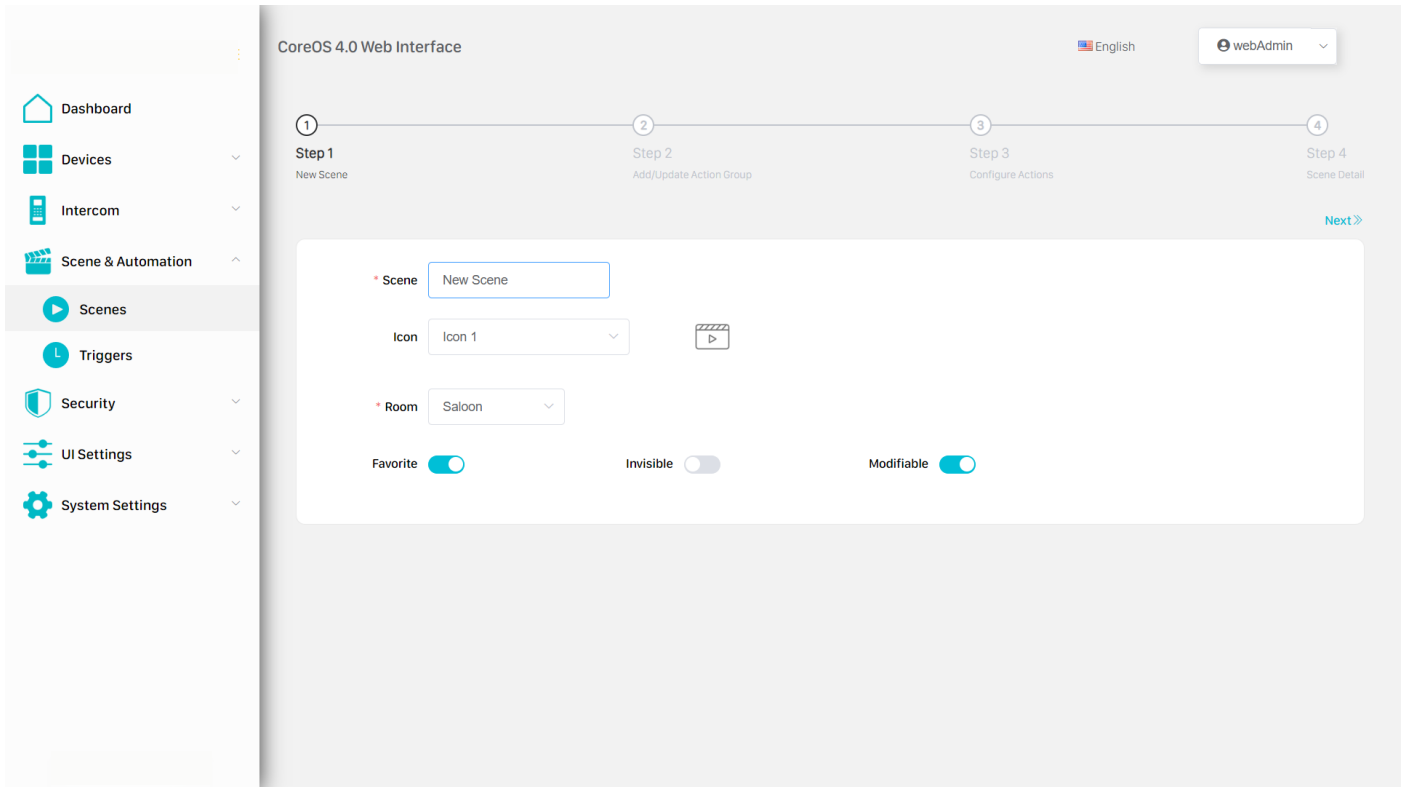 CoreOS 4.0 Web Interface
English
webAdmin
Dashboard
Devices
Intercom
Scene & Automation
Scenes
Triggers
Security
UI Settings
System Settings
1
Step 1
New Scene
2
Step 2
Add/Update Action Group
3
Step 3
Configure Actions
4
Step 4
Scene Detail
Next
* Scene New Scene
Icon Icon 1
* Room Saloon
Favorite Invisible Modifiable